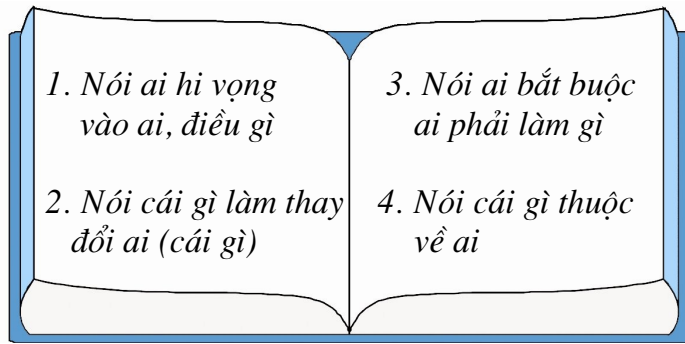 1. Nói ai hi vọng
vào ai, điều gì
2. Nói cái gì làm thay
đổi ai (cái gì)
3. Nói ai bắt buộc
ai phải làm gì
4. Nói cái gì thuộc
về ai